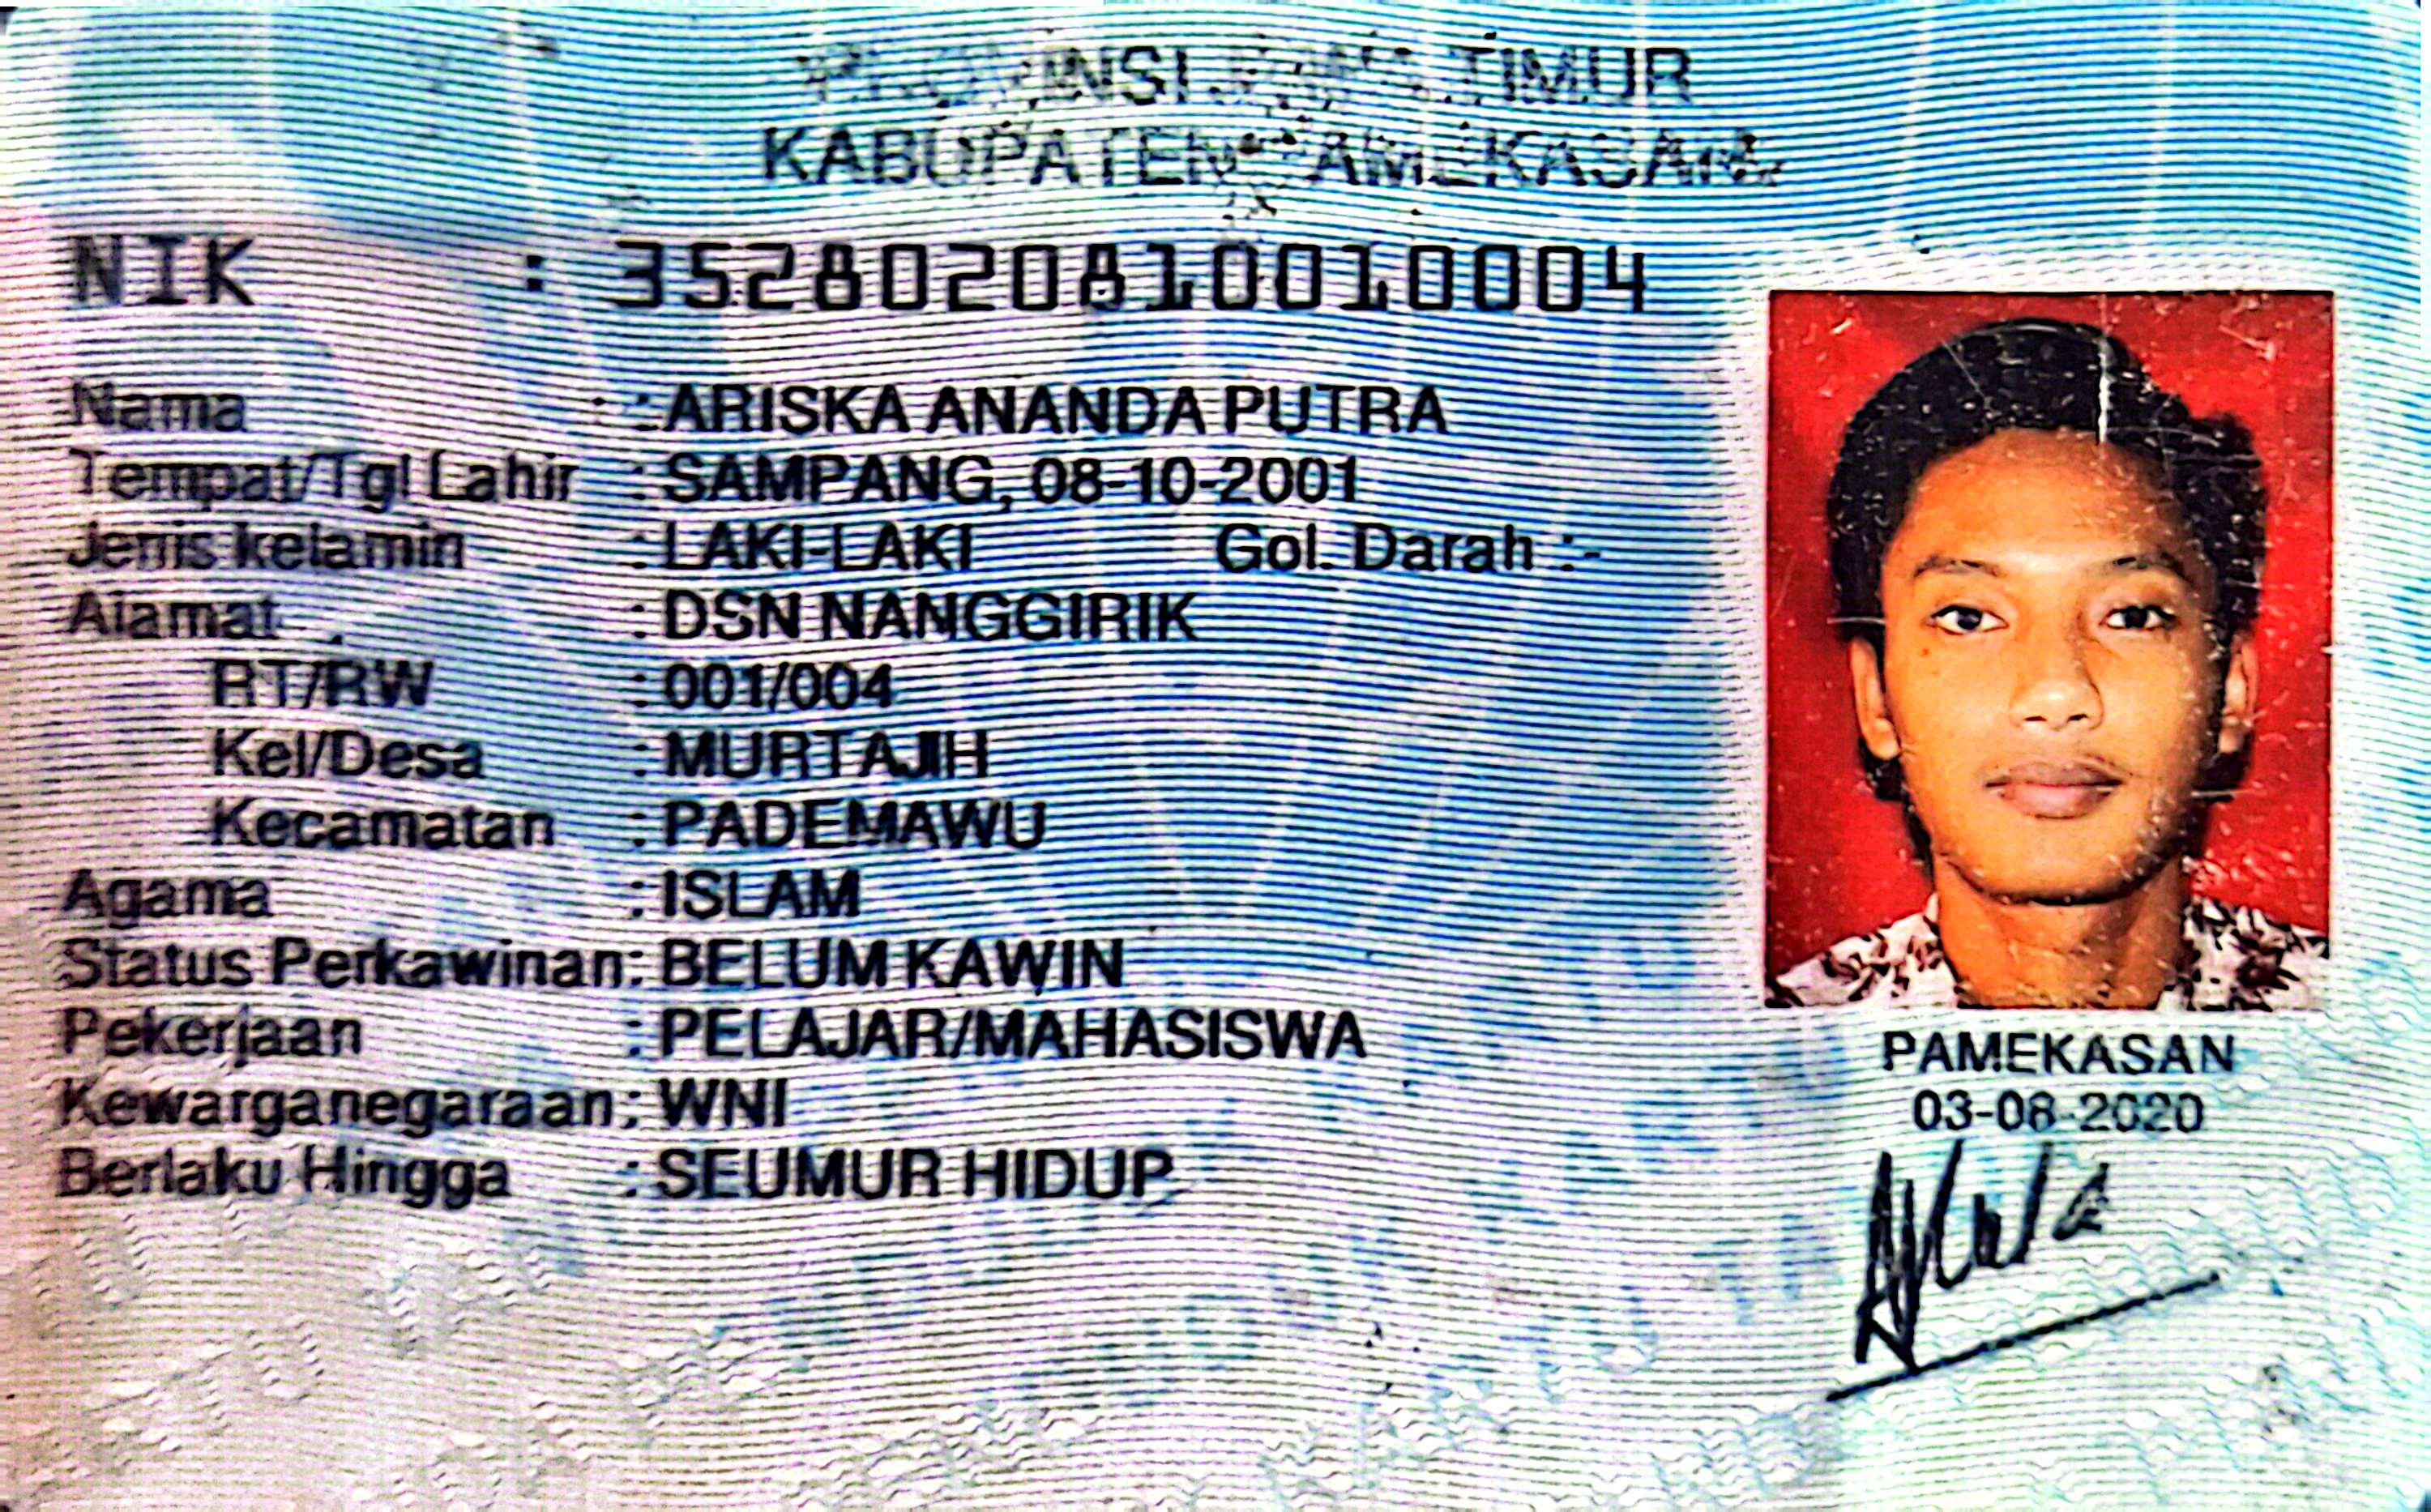 PROVINSI JAWA TIMUR
KABUPATEN PAMEKASAN
NIK : 3528020810010004
Nama : ARISKA ANANDA PUTRA
Tempat/Tgl Lahir : SAMPANG, 08-10-2001
Jenis kelamin : LAKI-LAKI Gol. Darah :-
Alamat : DSN NANGGIRIK
RT/RW : 001/004
Kel/Desa : MURTAJIH
Kecamatan : PADEMAWU
Agama : ISLAM
Status Perkawinan: BELUM KAWIN
Pekerjaan : PELAJAR/MAHASISWA
Kewarganegaraan: WNI
Berlaku Hingga : SEUMUR HIDUP
PAMEKASAN
03-08-2020